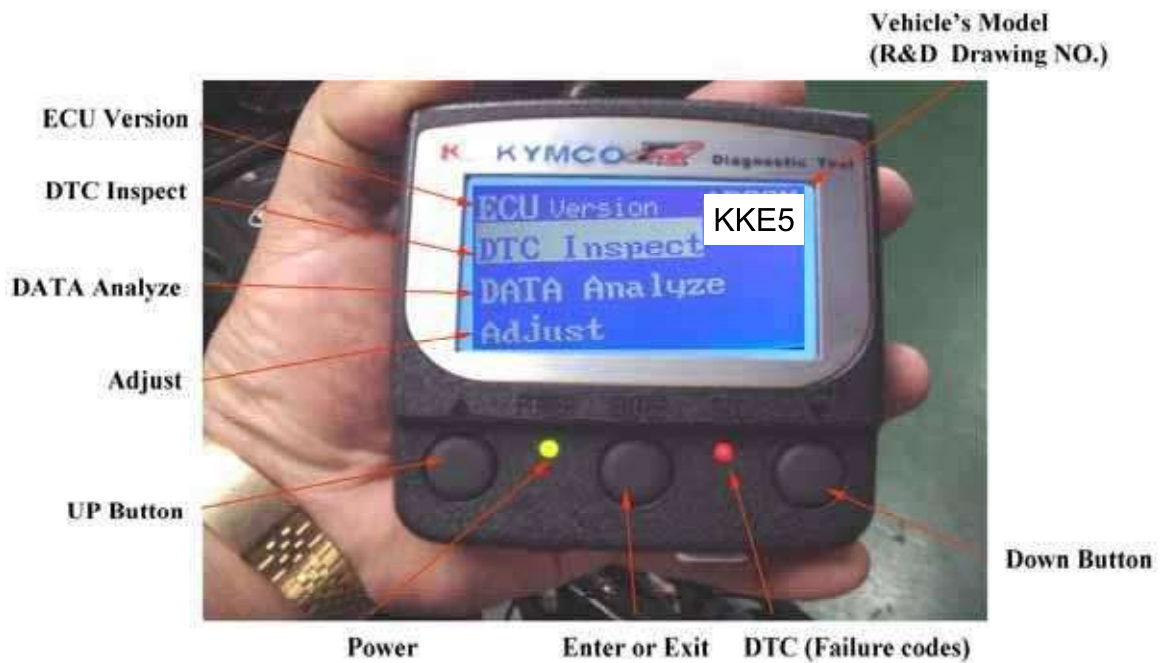 Vehicle's Model
(R&D Drawing NO.)
ECU Version
DTC Inspect
DATA Analyze
Adjust
UP Button
K KYMCO Diagnostic Tool
ECU Version
KKE5
DTC Inspect
DATA Analyze
Adjust
Down Button
Power
Enter or Exit
DTC (Failure codes)